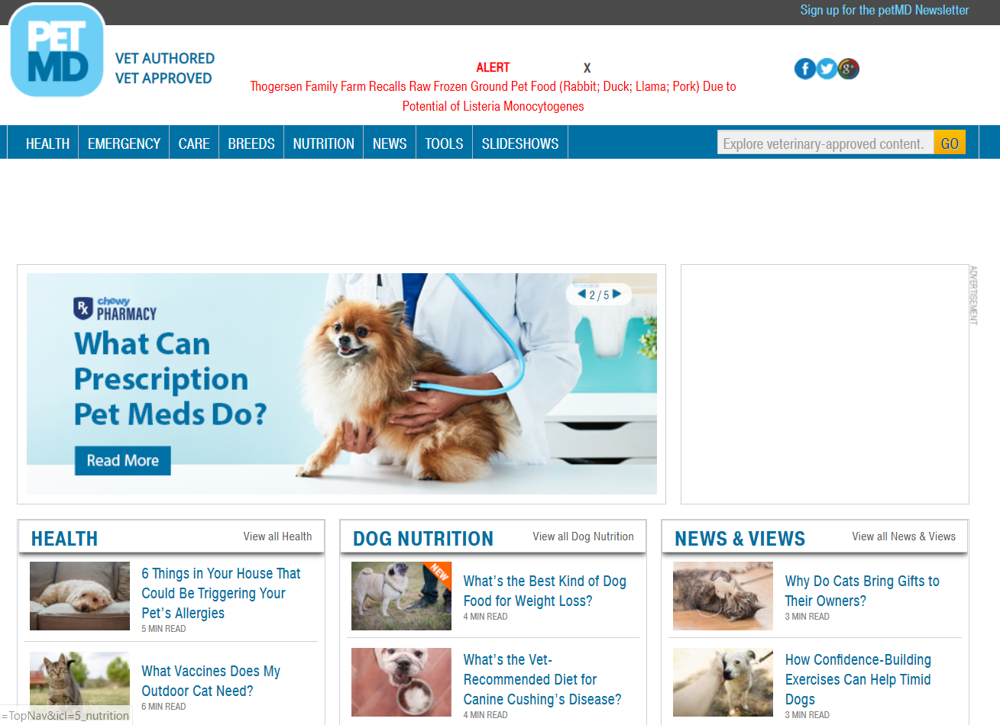 Sign up for the petMD Newsletter
PET
MD
VET AUTHORED
VET APPROVED
ALERT X
Thogersen Family Farm Recalls Raw Frozen Ground Pet Food (Rabbit; Duck; Llama; Pork) Due to
Potential of Listeria Monocytogenes
f
g+
HEALTH EMERGENCY CARE BREEDS NUTRITION NEWS TOOLS SLIDESHOWS
Explore veterinary-approved content. GO
ADVERTISEMENT
Rx chewy
PHARMACY
2 / 5
What Can
Prescription
Pet Meds Do?
Read More
HEALTH
View all Health
6 Things in Your House That
Could Be Triggering Your
Pet's Allergies
5 MIN READ
What Vaccines Does My
Outdoor Cat Need?
6 MIN READ
DOG NUTRITION
View all Dog Nutrition
NEW
What's the Best Kind of Dog
Food for Weight Loss?
4 MIN READ
What's the Vet-
Recommended Diet for
Canine Cushing's Disease?
4 MIN READ
NEWS & VIEWS
View all News & Views
Why Do Cats Bring Gifts to
Their Owners?
3 MIN READ
How Confidence-Building
Exercises Can Help Timid
Dogs
3 MIN READ
=TopNav&icl=5_nutrition